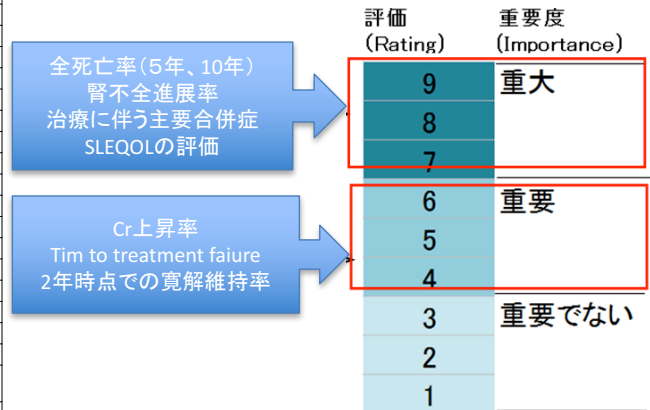 評価
(Rating)
重要度
(Importance)
全死亡率(５年、10年)
腎不全進展率
治療に伴う主要合併症
SLEQOLの評価
9
重大
8
7
Cr上昇率
Tim to treatment faiure
2年時点での寛解維持率
6
重要
5
4
3
重要でない
2
1